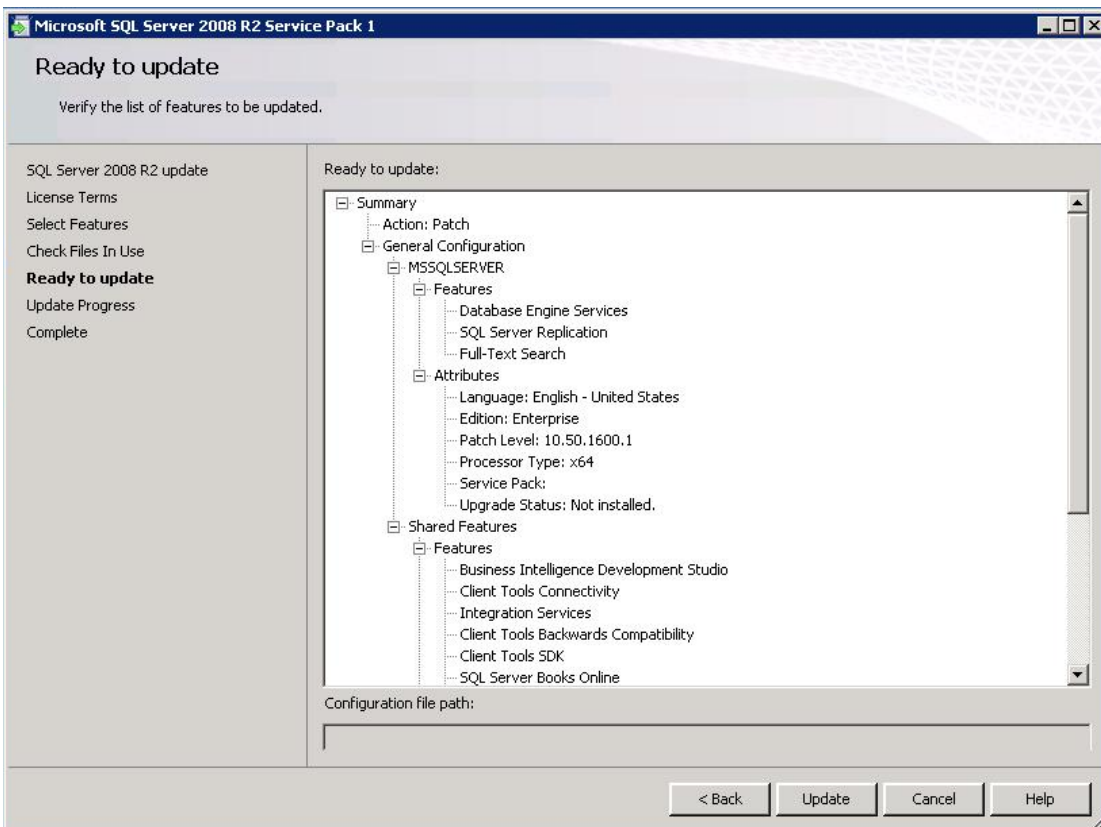 Microsoft SQL Server 2008 R2 Service Pack 1
Ready to update
Verify the list of features to be updated.
SQL Server 2008 R2 update
License Terms
Select Features
Check Files In Use
Ready to update
Update Progress
Complete
Ready to update:
Summary
Action: Patch
General Configuration
MSSQLSERVER
Features
Database Engine Services
SQL Server Replication
Full-Text Search
Attributes
Language: English - United States
Edition: Enterprise
Patch Level: 10.50.1600.1
Processor Type: x64
Service Pack:
Upgrade Status: Not installed.
Shared Features
Features
Business Intelligence Development Studio
Client Tools Connectivity
Integration Services
Client Tools Backwards Compatibility
Client Tools SDK
SQL Server Books Online
Configuration file path:
< Back Update Cancel Help